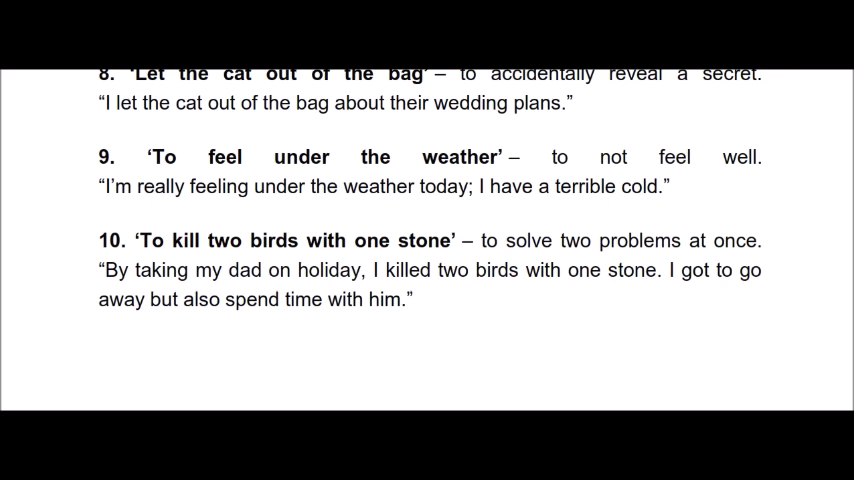 8. ‘Let the cat out of the bag’ – to accidentally reveal a secret.
“I let the cat out of the bag about their wedding plans.”
9. ‘To feel under the weather’ – to not feel well.
“I’m really feeling under the weather today; I have a terrible cold.”
10. ‘To kill two birds with one stone’ – to solve two problems at once.
“By taking my dad on holiday, I killed two birds with one stone. I got to go
away but also spend time with him.”